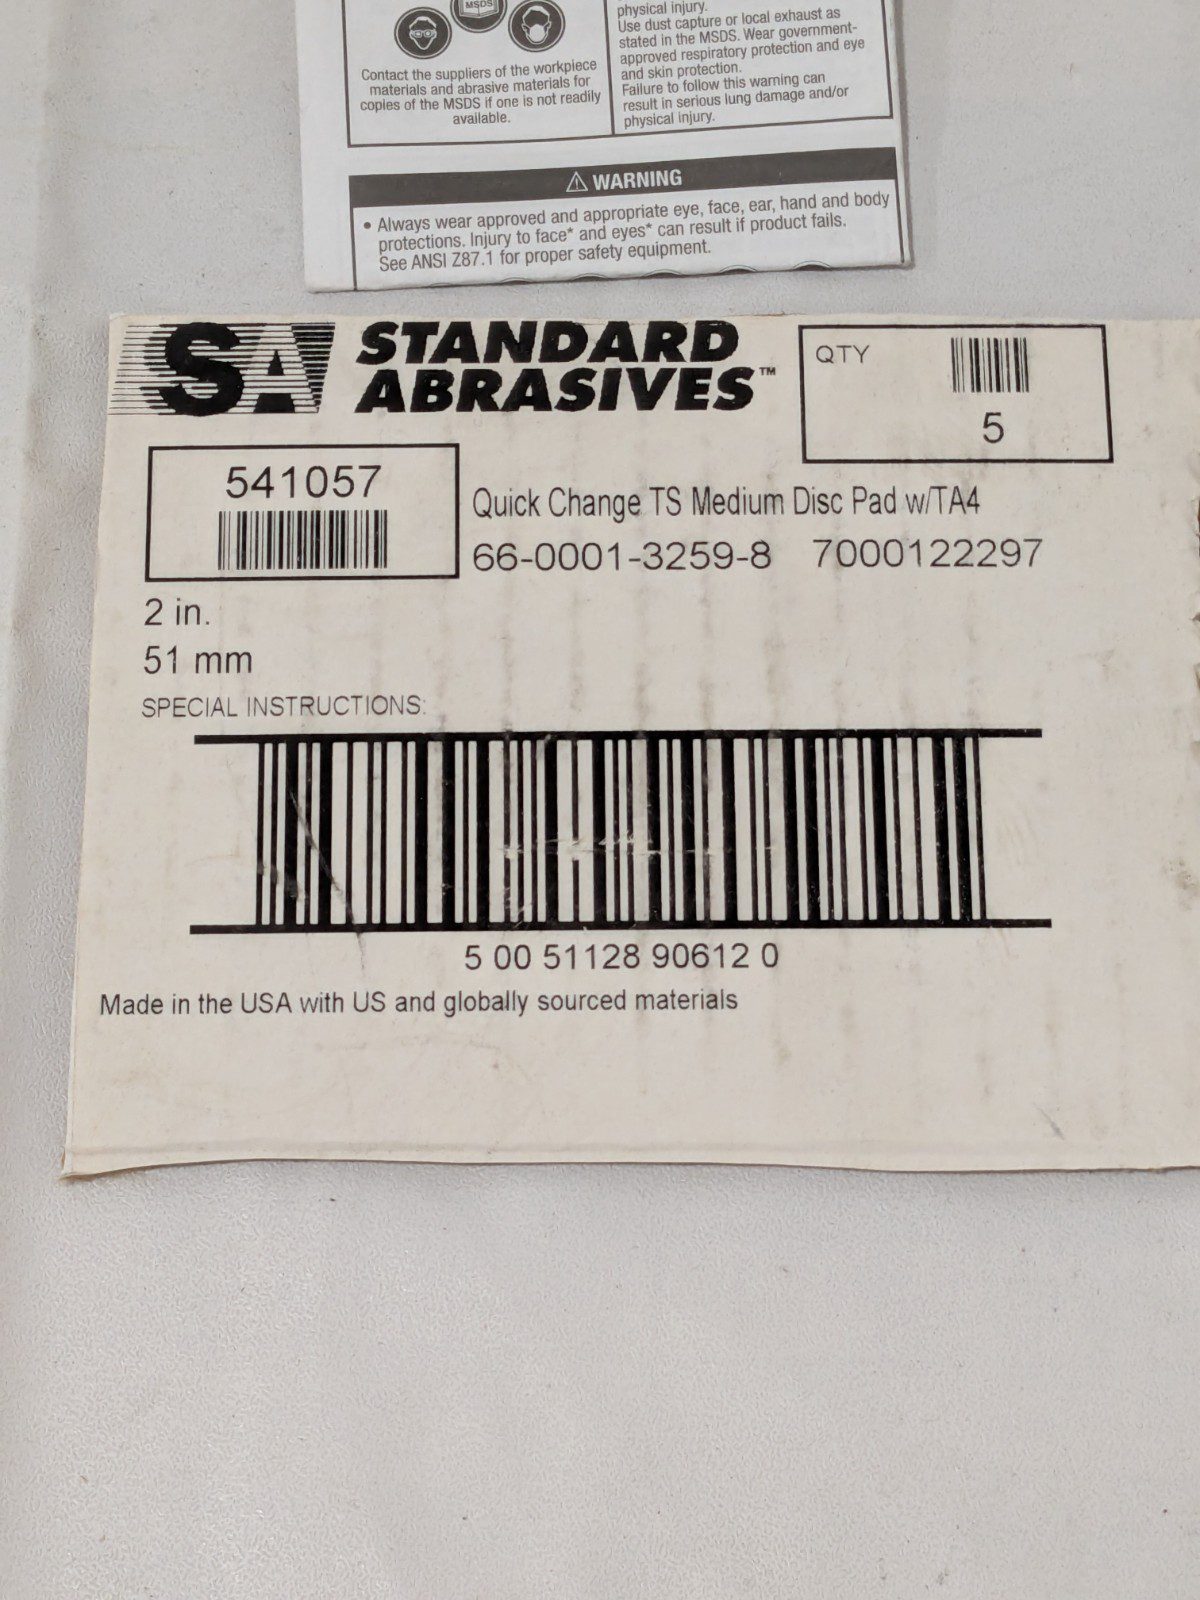 MSDS
Contact the suppliers of the workpiece
materials and abrasive materials for
copies of the MSDS if one is not readily
available.
physical injury.
Use dust capture or local exhaust as
stated in the MSDS. Wear government-
approved respiratory protection and eye
and skin protection.
Failure to follow this warning can
result in serious lung damage and/or
physical injury.
⚠ WARNING
• Always wear approved and appropriate eye, face, ear, hand and body
protections. Injury to face* and eyes* can result if product fails.
See ANSI Z87.1 for proper safety equipment.
SA STANDARD
ABRASIVES™
QTY
5
541057
Quick Change TS Medium Disc Pad w/TA4
66-0001-3259-8 7000122297
2 in.
51 mm
SPECIAL INSTRUCTIONS:
5 00 51128 90612 0
Made in the USA with US and globally sourced materials